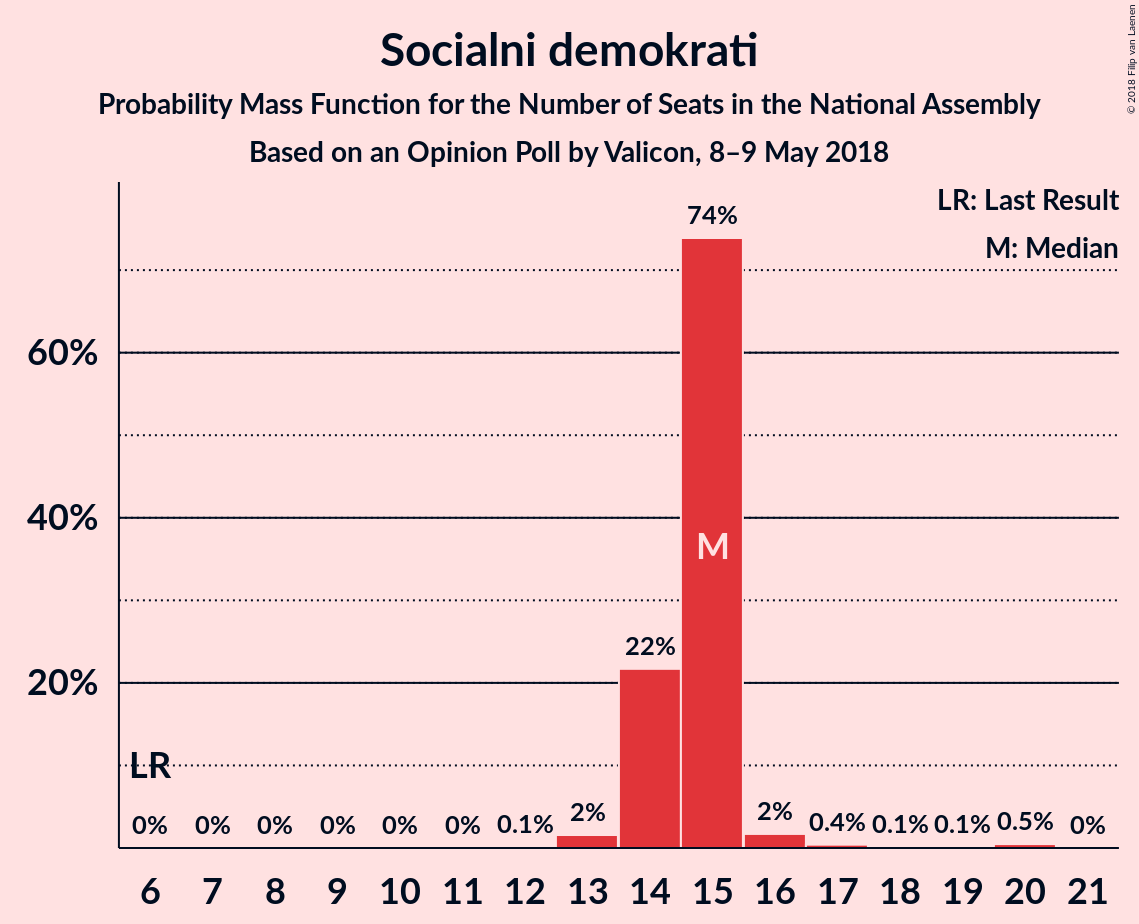 Socialni demokrati
Probability Mass Function for the Number of Seats in the National Assembly
Based on an Opinion Poll by Valicon, 8–9 May 2018
© 2018 Filip van Laenen
LR: Last Result
M: Median
74%
60%
40%
M
22%
20%
LR
0% 0% 0% 0% 0% 0% 0.1% 2% 2% 0.4% 0.1% 0.1% 0.5% 0%
6 7 8 9 10 11 12 13 14 15 16 17 18 19 20 21